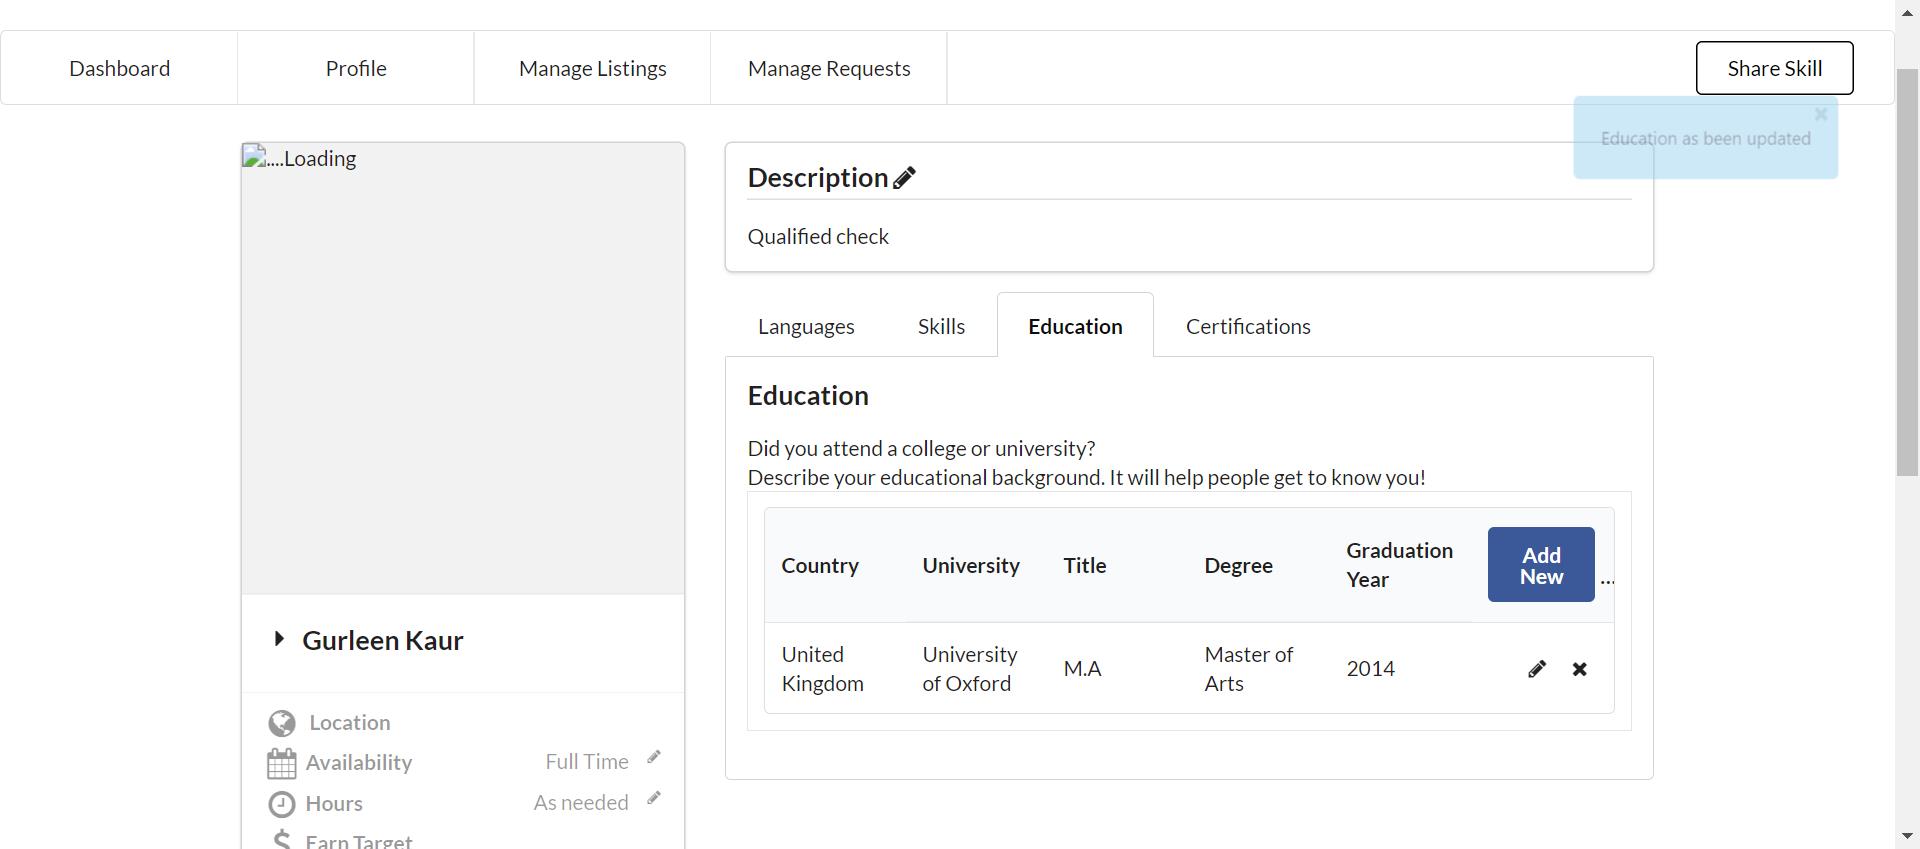 Dashboard
Profile
Manage Listings
Manage Requests
Share Skill
Education as been updated
....Loading
Description
Qualified check
Languages
Skills
Education
Certifications
Education
Did you attend a college or university?
Describe your educational background. It will help people get to know you!
Country
University
Title
Degree
Graduation
Year
Add
New
...
United
Kingdom
University
of Oxford
M.A
Master of
Arts
2014
Gurleen Kaur
Location
Availability
Full Time
Hours
As needed
Earn Target